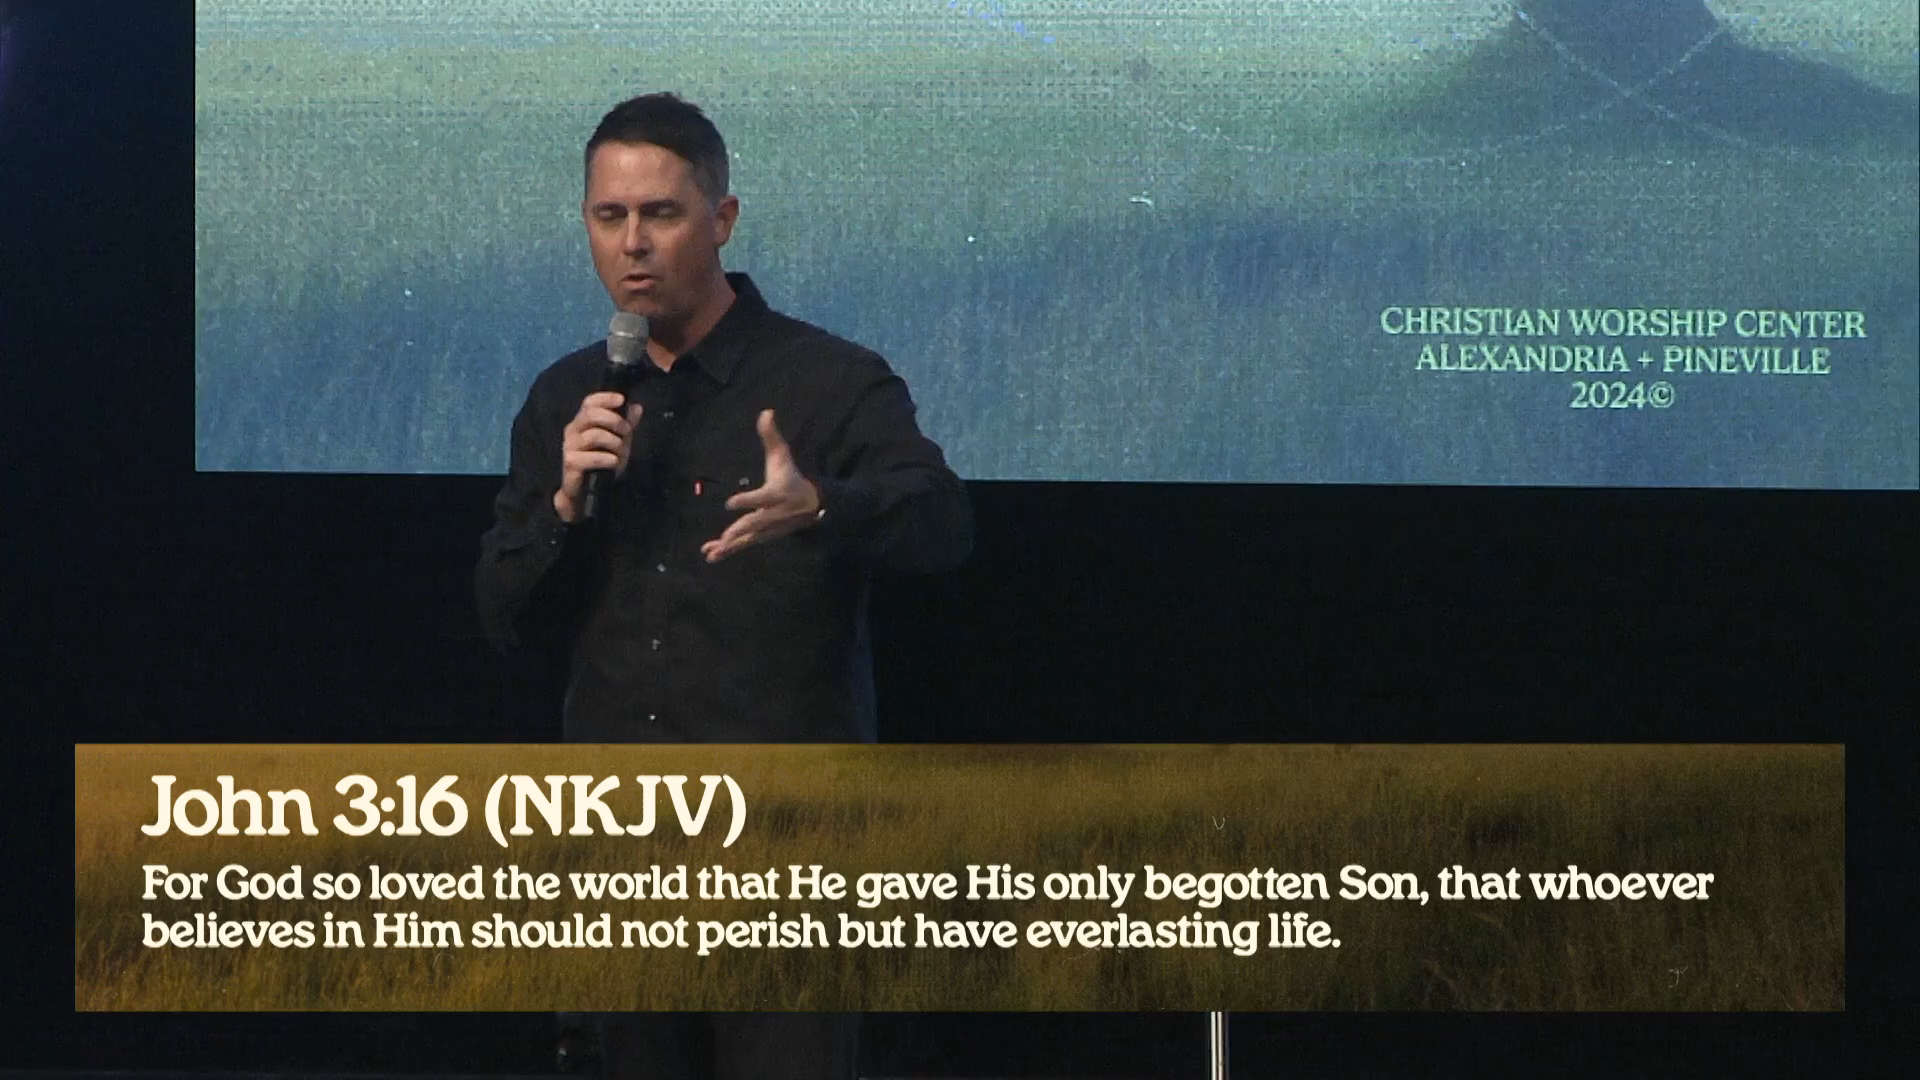 CHRISTIAN WORSHIP CENTER
ALEXANDRIA + PINEVILLE
2024©
John 3:16 (NKJV)
For God so loved the world that He gave His only begotten Son, that whoever
believes in Him should not perish but have everlasting life.